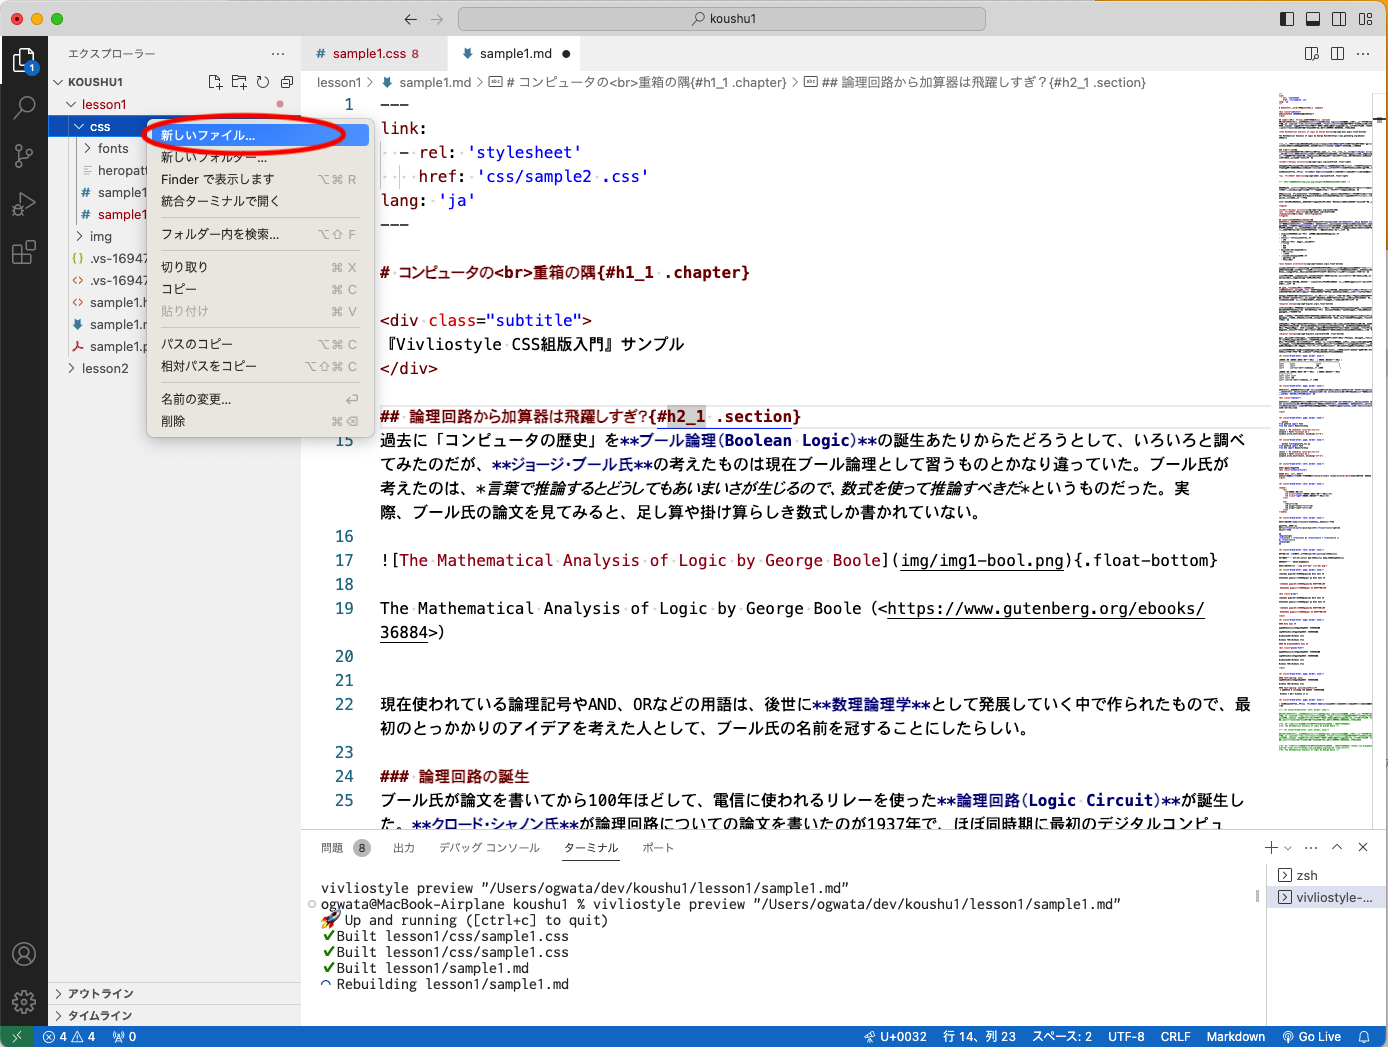 koushu1
エクスプローラー
KOUSHU1
lesson1
css
fonts
heropatt
sample1
sample1
img
.vs-16947
.vs-16947
sample1.h
sample1.r
sample1.p
lesson2
アウトライン
タイムライン
1
新しいファイル...
新しいフォルダー...
Finder で表示します ⌥⌘ R
統合ターミナルで開く
フォルダー内を検索... ⌥⇧ F
切り取り ⌘ X
コピー ⌘ C
貼り付け ⌘ V
パスのコピー ⌥⌘ C
相対パスをコピー ⌥⇧⌘ C
名前の変更...
削除
# sample1.css 8
sample1.md
lesson1 > sample1.md > # コンピュータの<br>重箱の隅{#h1_1 .chapter} > ## 論理回路から加算器は飛躍しすぎ？{#h2_1 .section}
1 ---
link:
- rel: 'stylesheet'
href: 'css/sample2 .css'
lang: 'ja'
---
# コンピュータの<br>重箱の隅{#h1_1 .chapter}
<div class="subtitle">
『Vivliostyle CSS組版入門』サンプル
</div>
## 論理回路から加算器は飛躍しすぎ？{#h2_1 .section}
15 過去に「コンピュータの歴史」を**ブール論理（Boolean Logic）**の誕生あたりからたどろうとして、いろいろと調べ
てみたのだが、**ジョージ・ブール氏**の考えたものは現在ブール論理として習うものとかなり違っていた。ブール氏が
考えたのは、*言葉で推論するとどうしてもあいまいさが生じるので、数式を使って推論すべきだ*というものだった。実
際、ブール氏の論文を見てみると、足し算や掛け算らしき数式しか書かれていない。
16
17 ![The Mathematical Analysis of Logic by George Boole](img/img1-bool.png){.float-bottom}
18
19 The Mathematical Analysis of Logic by George Boole（<https://www.gutenberg.org/ebooks/
36884>）
20
21
22 現在使われている論理記号やAND、ORなどの用語は、後世に**数理論理学**として発展していく中で作られたもので、最
初のとっかかりのアイデアを考えた人として、ブール氏の名前を冠することにしたらしい。
23
24 ### 論理回路の誕生
25 ブール氏が論文を書いてから100年ほどして、電信に使われるリレーを使った**論理回路（Logic Circuit）**が誕生し
た。**クロード・シャノン氏**が論理回路についての論文を書いたのが1937年で、ほぼ同時期に最初のデジタルコンピュ
問題 8 出力 デバッグ コンソール ターミナル ポート
vivliostyle preview "/Users/ogwata/dev/koushu1/lesson1/sample1.md"
ogwata@MacBook-Airplane koushu1 % vivliostyle preview "/Users/ogwata/dev/koushu1/lesson1/sample1.md"
🚀 Up and running ([ctrl+c] to quit)
✔Built lesson1/css/sample1.css
✔Built lesson1/css/sample1.css
✔Built lesson1/sample1.md
Rebuilding lesson1/sample1.md
zsh
vivliostyle-...
4 4 0
U+0032 行 14、列 23 スペース: 2 UTF-8 CRLF Markdown Go Live